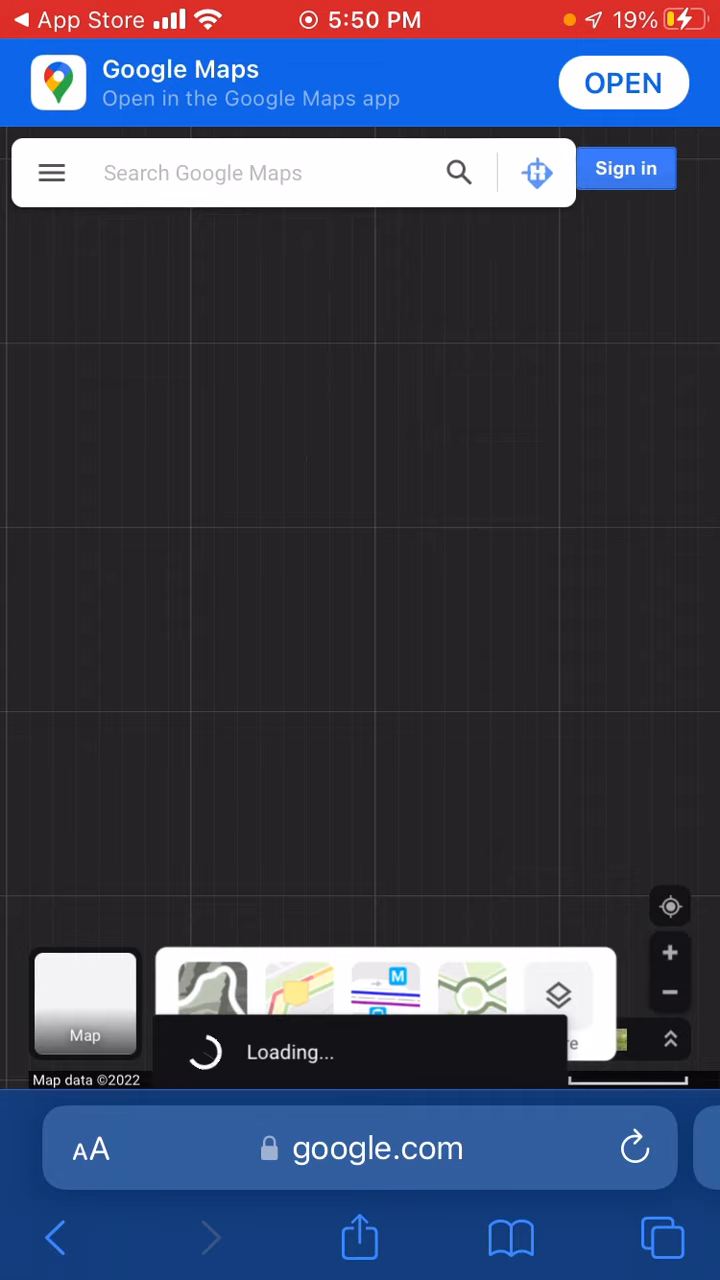 App Store 5:50 PM 19%
Google Maps
Open in the Google Maps app
OPEN
Search Google Maps
Sign in
M
Map
re
Loading...
Map data ©2022
AA google.com